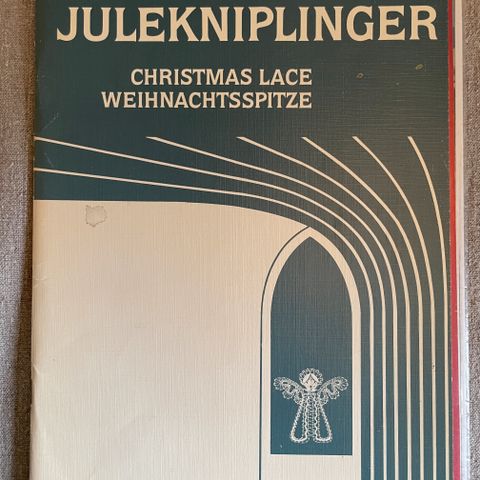 JULEKNIPLINGER
CHRISTMAS LACE
WEIHNACHTSSPITZE